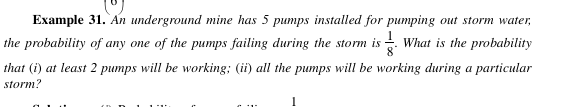 6
Example 31. An underground mine has 5 pumps installed for pumping out storm water,
the probability of any one of the pumps failing during the storm is 1/8. What is the probability
that (i) at least 2 pumps will be working; (ii) all the pumps will be working during a particular
storm?
1